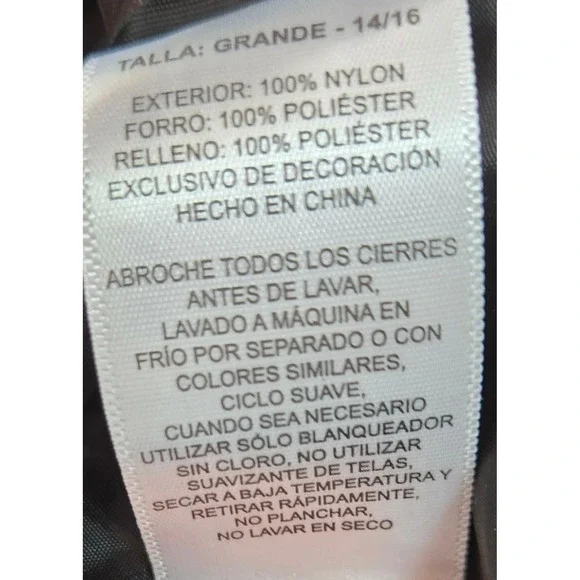 TALLA: GRANDE - 14/16
EXTERIOR: 100% NYLON
FORRO: 100% POLIÉSTER
RELLENO: 100% POLIÉSTER
EXCLUSIVO DE DECORACIÓN
HECHO EN CHINA
ABROCHE TODOS LOS CIERRES
ANTES DE LAVAR,
LAVADO A MÁQUINA EN
FRÍO POR SEPARADO O CON
COLORES SIMILARES,
CICLO SUAVE,
CUANDO SEA NECESARIO
UTILIZAR SÓLO BLANQUEADOR
SIN CLORO, NO UTILIZAR
SUAVIZANTE DE TELAS,
SECAR A BAJA TEMPERATURA Y
RETIRAR RÁPIDAMENTE,
NO PLANCHAR,
NO LAVAR EN SECO